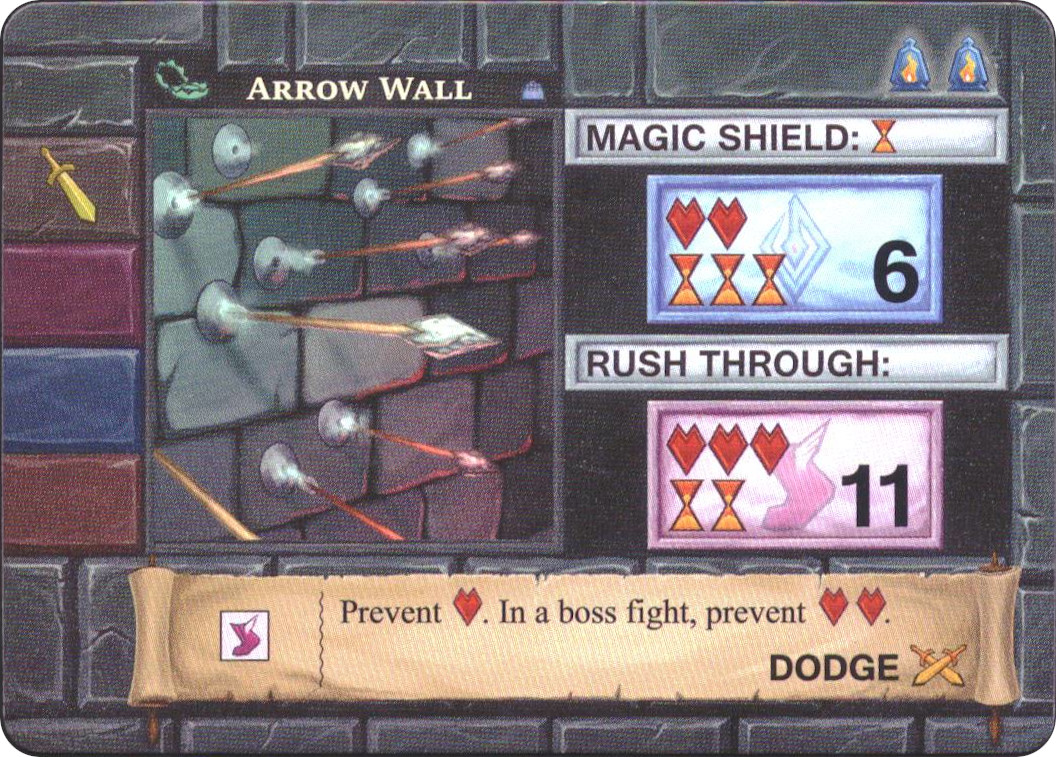 ARROW WALL
MAGIC SHIELD:
6
RUSH THROUGH:
11
Prevent . In a boss fight, prevent .
DODGE